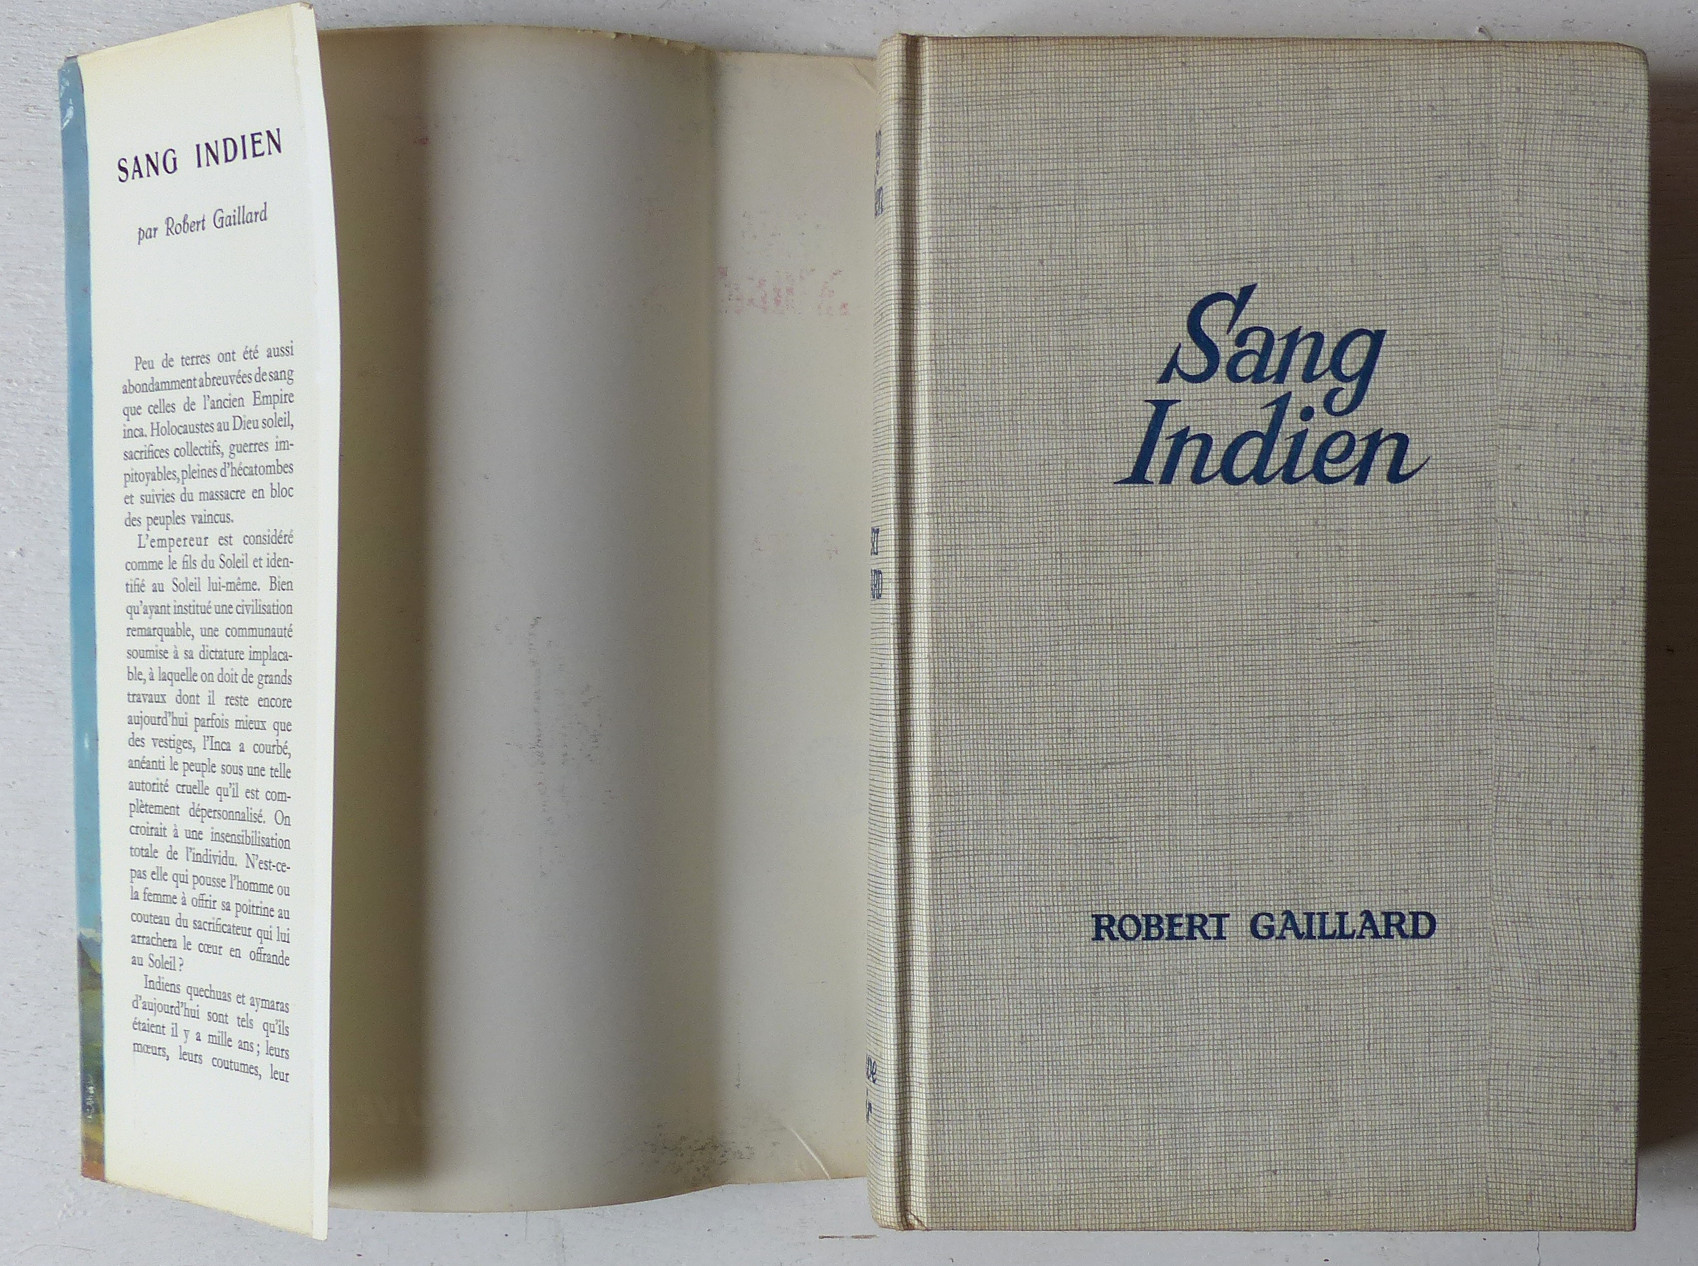 SANG INDIEN
par Robert Gaillard
Peu de terres ont été aussi
abondamment abreuvées de sang
que celles de l'ancien Empire
inca. Holocaustes au Dieu soleil,
sacrifices collectifs, guerres im-
pitoyables, pleines d'hécatombes
et suivies du massacre en bloc
des peuples vaincus.
L'empereur est considéré
comme le fils du Soleil et iden-
tifié au Soleil lui-même. Bien
qu'ayant institué une civilisation
remarquable, une communauté
soumise à sa dictature implaca-
ble, à laquelle on doit de grands
travaux dont il reste encore
aujourd'hui parfois mieux que
des vestiges, l'Inca a courbé,
anéanti le peuple sous une telle
autorité cruelle qu'il est com-
plètement dépersonnalisé. On
croirait à une insensibilisation
totale de l'individu. N'est-ce-
pas elle qui pousse l'homme ou
la femme à offrir sa poitrine au
couteau du sacrificateur qui lui
arrachera le cœur en offrande
au Soleil ?
Indiens quechuas et aymaras
d'aujourd'hui sont tels qu'ils
étaient il y a mille ans ; leurs
mœurs, leurs coutumes, leur
Sang
Indien
ROBERT GAILLARD